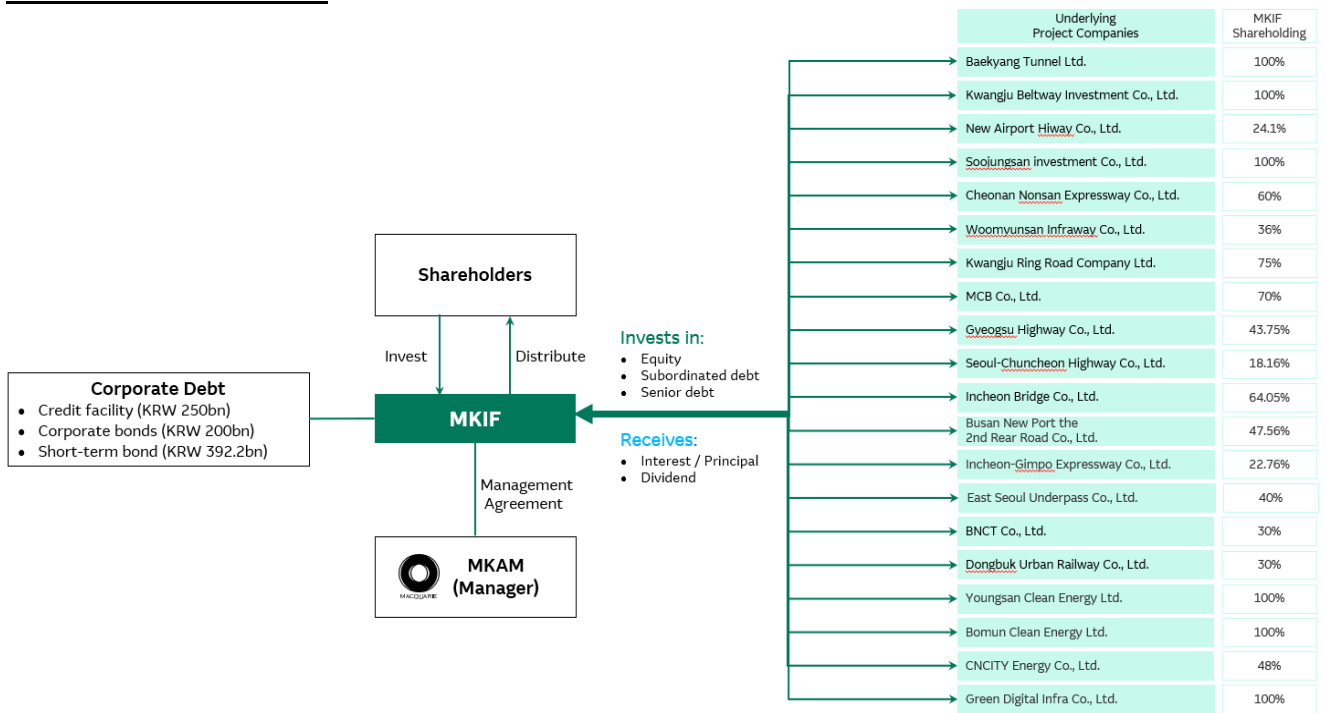 Underlying
Project Companies
MKIF
Shareholding
Baekyang Tunnel Ltd.
100%
Kwangju Beltway Investment Co., Ltd.
100%
New Airport Hiway Co., Ltd.
24.1%
Soojungsan investment Co., Ltd.
100%
Cheonan Nonsan Expressway Co., Ltd.
60%
Woomyunsan Infraway Co., Ltd.
36%
Kwangju Ring Road Company Ltd.
75%
MCB Co., Ltd.
70%
Gyeogsu Highway Co., Ltd.
43.75%
Seoul-Chuncheon Highway Co., Ltd.
18.16%
Incheon Bridge Co., Ltd.
64.05%
Busan New Port the
2nd Rear Road Co., Ltd.
47.56%
Incheon-Gimpo Expressway Co., Ltd.
22.76%
East Seoul Underpass Co., Ltd.
40%
BNCT Co., Ltd.
30%
Dongbuk Urban Railway Co., Ltd.
30%
Youngsan Clean Energy Ltd.
100%
Bomun Clean Energy Ltd.
100%
CNCITY Energy Co., Ltd.
48%
Green Digital Infra Co., Ltd.
100%
Shareholders
Invest
Distribute
Corporate Debt
• Credit facility (KRW 250bn)
• Corporate bonds (KRW 200bn)
• Short-term bond (KRW 392.2bn)
MKIF
Invests in:
• Equity
• Subordinated debt
• Senior debt
Receives:
• Interest / Principal
• Dividend
Management
Agreement
MACQUARIE
MKAM
(Manager)